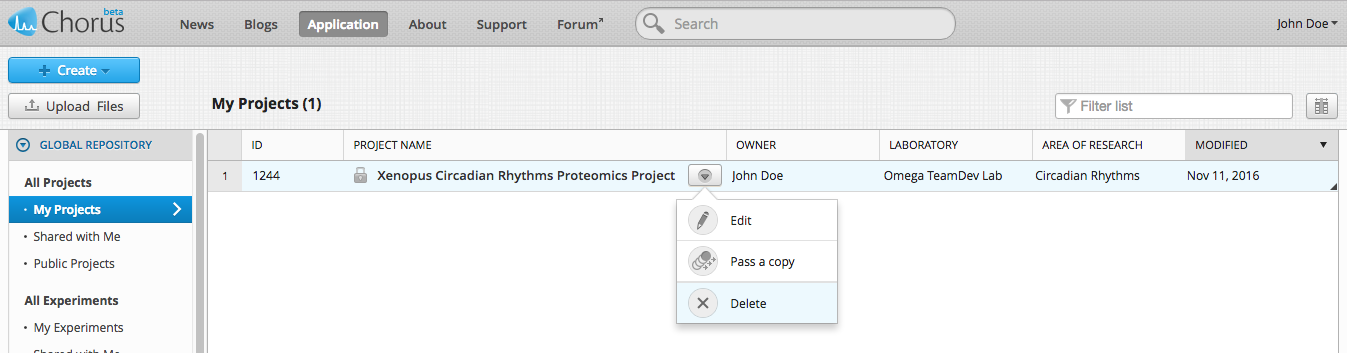 Chorus beta News Blogs Application About Support Forum Search John Doe
+ Create
Upload Files My Projects (1) Filter list
GLOBAL REPOSITORY ID PROJECT NAME OWNER LABORATORY AREA OF RESEARCH MODIFIED
1 1244 Xenopus Circadian Rhythms Proteomics Project John Doe Omega TeamDev Lab Circadian Rhythms Nov 11, 2016
All Projects
My Projects
Shared with Me
Public Projects
All Experiments
My Experiments
Shared with Me
Edit
Pass a copy
Delete